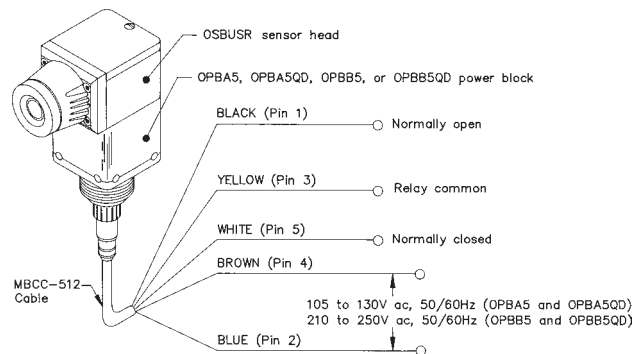 OSBUSR sensor head
OPBA5, OPBA5QD, OPBB5, or OPBB5QD power block
BLACK (Pin 1)
Normally open
YELLOW (Pin 3)
Relay common
WHITE (Pin 5)
Normally closed
BROWN (Pin 4)
MBCC-512
Cable
105 to 130V ac, 50/60Hz (OPBA5 and OPBA5QD)
210 to 250V ac, 50/60Hz (OPBB5 and OPBB5QD)
BLUE (Pin 2)